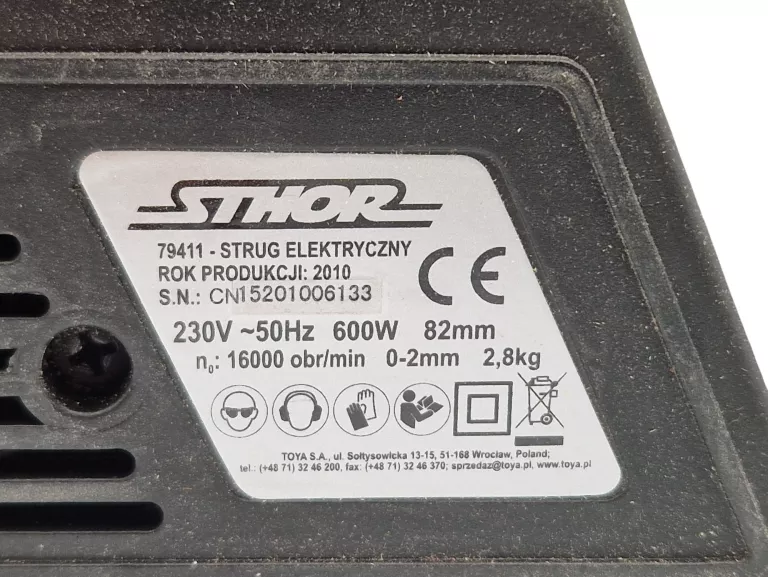 STHOR
79411 - STRUG ELEKTRYCZNY
ROK PRODUKCJI: 2010
S.N.: CN15201006133
CE
230V ~50Hz 600W 82mm
n₀: 16000 obr/min 0-2mm 2,8kg
TOYA S.A., ul. Sołtysowicka 13-15, 51-168 Wrocław, Poland;
tel.: (+48 71) 32 46 200, fax: (+48 71) 32 46 370; sprzedaz@toya.pl, www.toya.pl